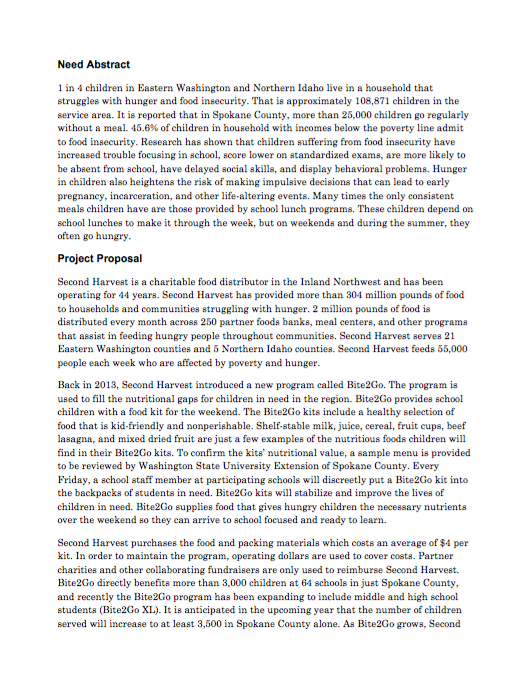 Need Abstract
1 in 4 children in Eastern Washington and Northern Idaho live in a household that
struggles with hunger and food insecurity. That is approximately 108,871 children in the
service area. It is reported that in Spokane County, more than 25,000 children go regularly
without a meal. 45.6% of children in household with incomes below the poverty line admit
to food insecurity. Research has shown that children suffering from food insecurity have
increased trouble focusing in school, score lower on standardized exams, are more likely to
be absent from school, have delayed social skills, and display behavioral problems. Hunger
in children also heightens the risk of making impulsive decisions that can lead to early
pregnancy, incarceration, and other life-altering events. Many times the only consistent
meals children have are those provided by school lunch programs. These children depend on
school lunches to make it through the week, but on weekends and during the summer, they
often go hungry.
Project Proposal
Second Harvest is a charitable food distributor in the Inland Northwest and has been
operating for 44 years. Second Harvest has provided more than 304 million pounds of food
to households and communities struggling with hunger. 2 million pounds of food is
distributed every month across 250 partner foods banks, meal centers, and other programs
that assist in feeding hungry people throughout communities. Second Harvest serves 21
Eastern Washington counties and 5 Northern Idaho counties. Second Harvest feeds 55,000
people each week who are affected by poverty and hunger.
Back in 2013, Second Harvest introduced a new program called Bite2Go. The program is
used to fill the nutritional gaps for children in need in the region. Bite2Go provides school
children with a food kit for the weekend. The Bite2Go kits include a healthy selection of
food that is kid-friendly and nonperishable. Shelf-stable milk, juice, cereal, fruit cups, beef
lasagna, and mixed dried fruit are just a few examples of the nutritious foods children will
find in their Bite2Go kits. To confirm the kits' nutritional value, a sample menu is provided
to be reviewed by Washington State University Extension of Spokane County. Every
Friday, a school staff member at participating schools will discreetly put a Bite2Go kit into
the backpacks of students in need. Bite2Go kits will stabilize and improve the lives of
children in need. Bite2Go supplies food that gives hungry children the necessary nutrients
over the weekend so they can arrive to school focused and ready to learn.
Second Harvest purchases the food and packing materials which costs an average of $4 per
kit. In order to maintain the program, operating dollars are used to cover costs. Partner
charities and other collaborating fundraisers are only used to reimburse Second Harvest.
Bite2Go directly benefits more than 3,000 children at 64 schools in just Spokane County,
and recently the Bite2Go program has been expanding to include middle and high school
students (Bite2Go XL). It is anticipated in the upcoming year that the number of children
served will increase to at least 3,500 in Spokane County alone. As Bite2Go grows, Second